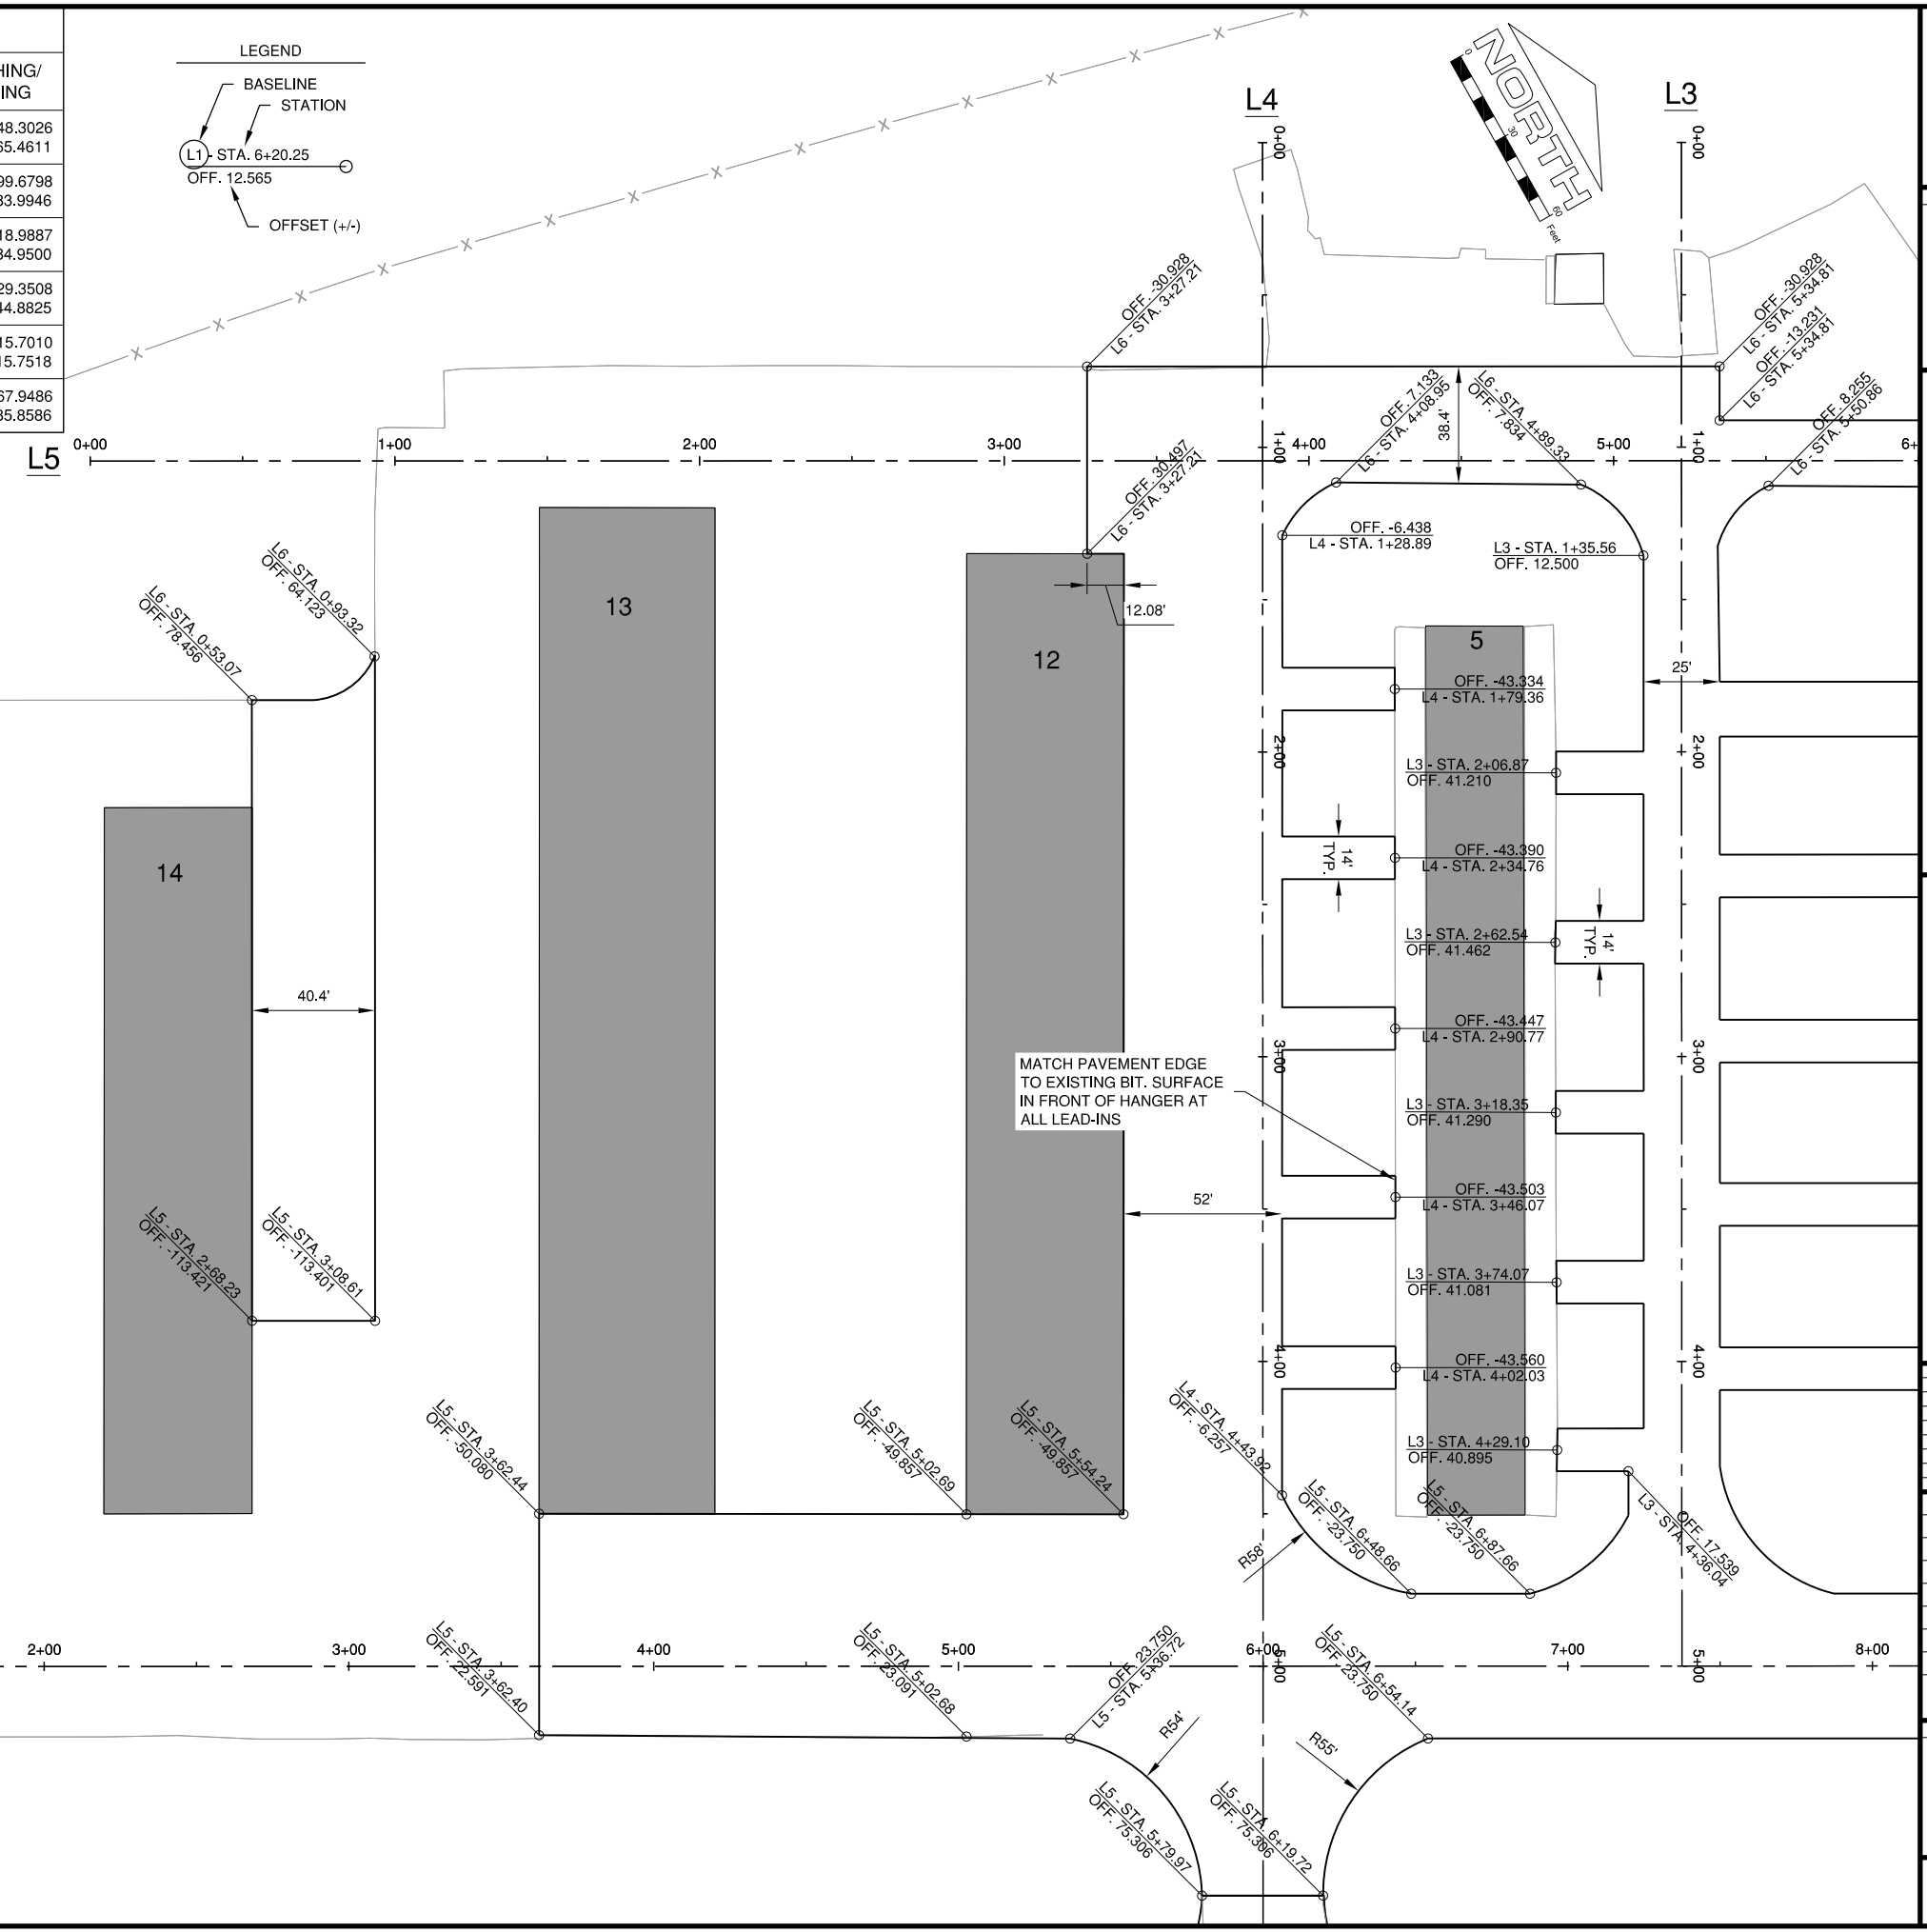 HING/
ING
48.3026
65.4611
99.6798
83.9946
18.9887
34.9500
29.3508
44.8825
15.7010
15.7518
67.9486
35.8586
LEGEND
BASELINE
STATION
L1 - STA. 6+20.25
OFF. 12.565
OFFSET (+/-)
NORTH
0
30
60
Feet
L4
L3
0+00
0+00
OFF. -30.928
L6 - STA. 3+27.21
OFF. -30.928
L6 - STA. 5+34.81
OFF. -13.231
L6 - STA. 5+34.81
OFF. 7.133
L6 - STA. 4+08.95
38.4'
L6 - STA. 4+89.33
OFF. 7.834
OFF. 8.255
L6 - STA. 5+50.86
L5
0+00
1+00
2+00
3+00
1+00
4+00
5+00
1+00
6+
OFF. 30.497
L6 - STA. 3+27.21
OFF. -6.438
L4 - STA. 1+28.89
L3 - STA. 1+35.56
OFF. 12.500
L6 - STA. 0+93.32
OFF. 64.123
L6 - STA. 0+53.07
OFF. 78.456
13
12.08'
12
5
25'
OFF. -43.334
L4 - STA. 1+79.36
2+00
2+00
L3 - STA. 2+06.87
OFF. 41.210
14'
TYP.
OFF. -43.390
L4 - STA. 2+34.76
14
L3 - STA. 2+62.54
OFF. 41.462
14'
TYP.
40.4'
OFF. -43.447
L4 - STA. 2+90.77
3+00
3+00
MATCH PAVEMENT EDGE
TO EXISTING BIT. SURFACE
IN FRONT OF HANGER AT
ALL LEAD-INS
L3 - STA. 3+18.35
OFF. 41.290
52'
OFF. -43.503
L4 - STA. 3+46.07
L5 - STA. 2+68.23
OFF. -113.421
L5 - STA. 3+08.61
OFF. -113.401
L3 - STA. 3+74.07
OFF. 41.081
4+00
4+00
OFF. -43.560
L4 - STA. 4+02.03
L5 - STA. 3+62.44
OFF. -50.080
L5 - STA. 5+02.69
OFF. -49.857
L5 - STA. 5+54.24
OFF. -49.857
L4 - STA. 4+43.92
OFF. -6.257
L3 - STA. 4+29.10
OFF. 40.895
R58'
L5 - STA. 6+48.66
OFF. -23.750
L5 - STA. 6+87.66
OFF. -23.750
OFF. 17.539
L3 - STA. 4+36.04
2+00
3+00
4+00
5+00
6+00
5+00
7+00
5+00
8+00
L5 - STA. 3+62.40
OFF. 22.591
L5 - STA. 5+02.68
OFF. 23.091
OFF. 23.750
L5 - STA. 5+36.72
L5 - STA. 6+54.14
OFF. 23.750
R54'
R55'
L5 - STA. 5+79.97
OFF. 75.306
L5 - STA. 6+19.72
OFF. 75.306